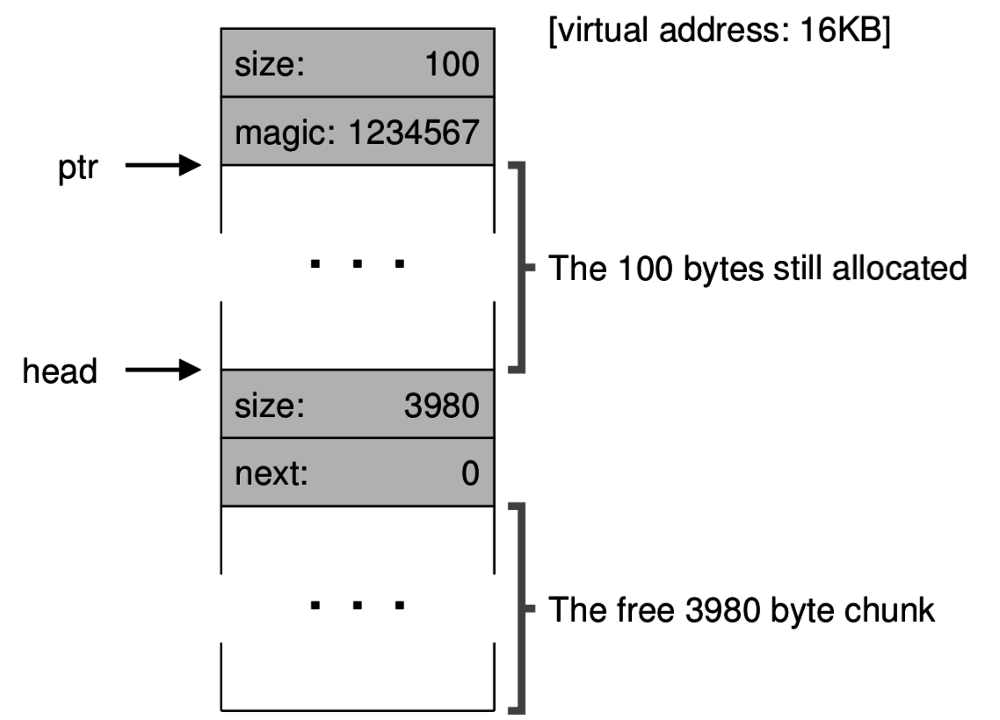 [virtual address: 16KB]
size: 100
magic: 1234567
ptr
. . .
The 100 bytes still allocated
head
size: 3980
next: 0
. . .
The free 3980 byte chunk